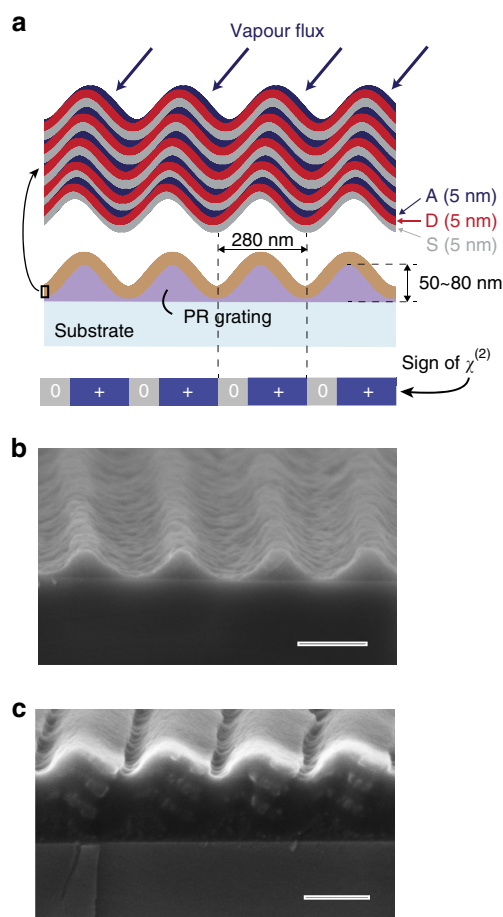 a
Vapour flux
A (5 nm)
D (5 nm)
S (5 nm)
280 nm
50~80 nm
PR grating
Substrate
Sign of χ(2)
0 + 0 + 0 + 0 +
b
c